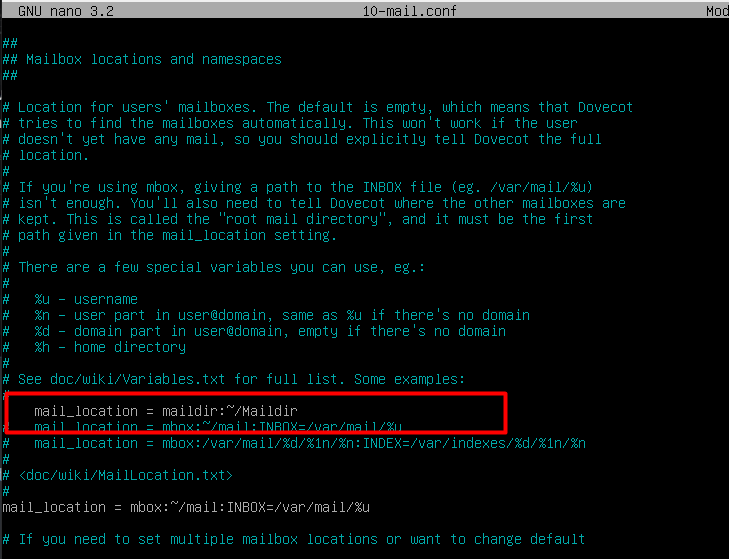 GNU nano 3.2 10-mail.conf Mod
##
## Mailbox locations and namespaces
##
# Location for users' mailboxes. The default is empty, which means that Dovecot
# tries to find the mailboxes automatically. This won't work if the user
# doesn't yet have any mail, so you should explicitly tell Dovecot the full
# location.
#
# If you're using mbox, giving a path to the INBOX file (eg. /var/mail/%u)
# isn't enough. You'll also need to tell Dovecot where the other mailboxes are
# kept. This is called the "root mail directory", and it must be the first
# path given in the mail_location setting.
#
# There are a few special variables you can use, eg.:
#
#   %u - username
#   %n - user part in user@domain, same as %u if there's no domain
#   %d - domain part in user@domain, empty if there's no domain
#   %h - home directory
#
# See doc/wiki/Variables.txt for full list. Some examples:
#
    mail_location = maildir:~/Maildir
#   mail_location = mbox:~/mail:INBOX=/var/mail/%u
#   mail_location = mbox:/var/mail/%d/%1n/%n:INDEX=/var/indexes/%d/%1n/%n
#
# <doc/wiki/MailLocation.txt>
#
mail_location = mbox:~/mail:INBOX=/var/mail/%u
# If you need to set multiple mailbox locations or want to change default